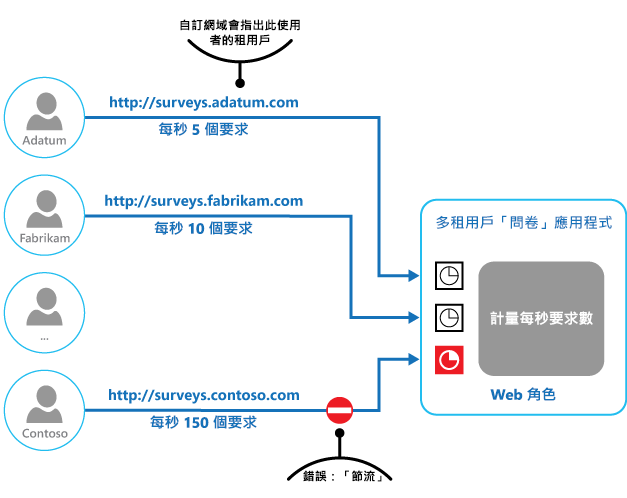 自訂網域會指出此使用
者的租用戶
http://surveys.adatum.com
每秒 5 個要求
Adatum
http://surveys.fabrikam.com
每秒 10 個要求
Fabrikam
多租用戶「問卷」應用程式
計量每秒要求數
...
http://surveys.contoso.com
每秒 150 個要求
Contoso
Web 角色
錯誤：「節流」